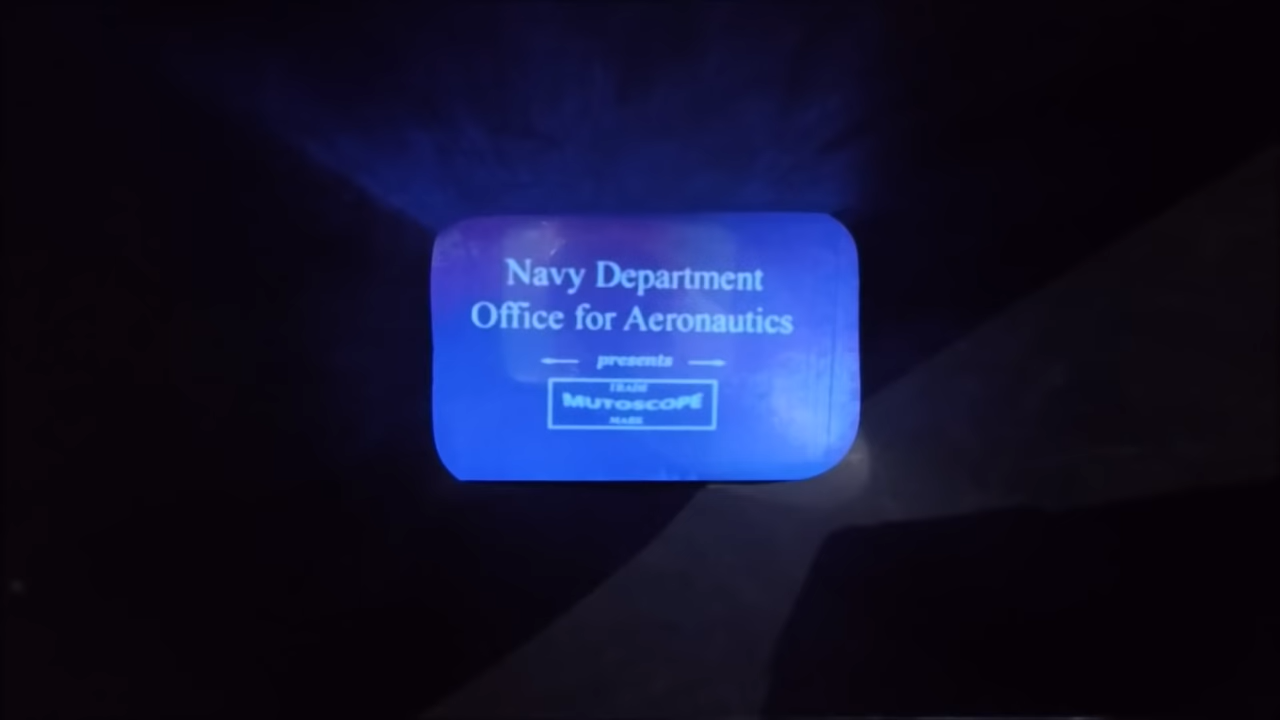 Navy Department
Office for Aeronautics
presents
TRADE
MUTOSCOPE
MARK